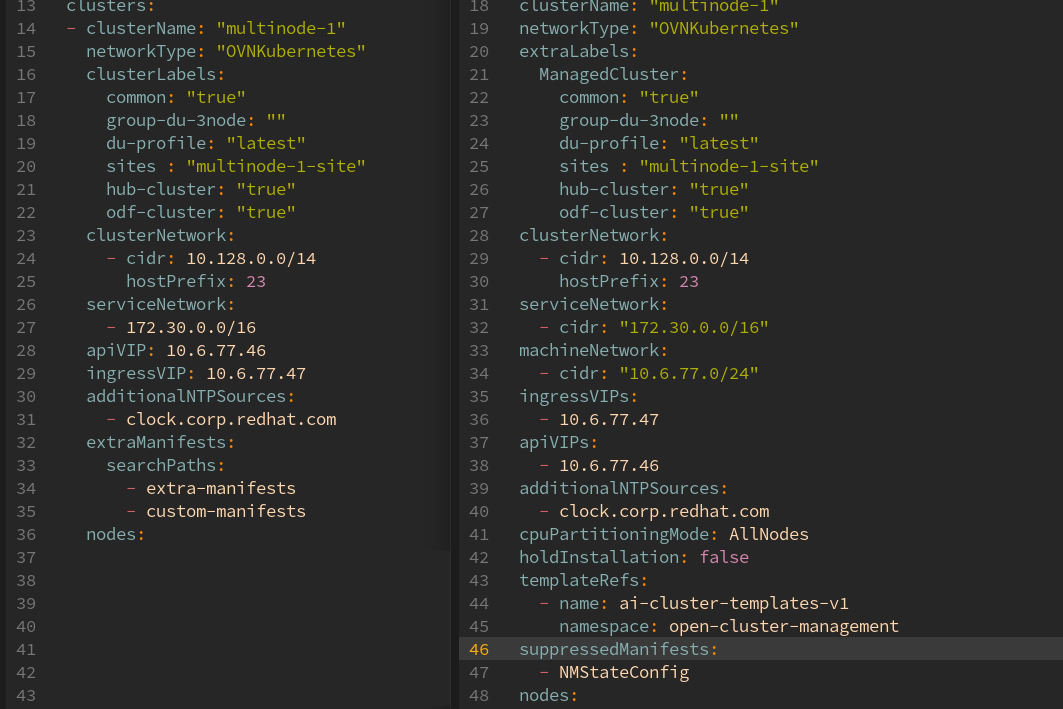 13   clusters:
14   - clusterName: "multinode-1"
15     networkType: "OVNKubernetes"
16     clusterLabels:
17       common: "true"
18       group-du-3node: ""
19       du-profile: "latest"
20       sites : "multinode-1-site"
21       hub-cluster: "true"
22       odf-cluster: "true"
23     clusterNetwork:
24       - cidr: 10.128.0.0/14
25         hostPrefix: 23
26     serviceNetwork:
27       - 172.30.0.0/16
28     apiVIP: 10.6.77.46
29     ingressVIP: 10.6.77.47
30     additionalNTPSources:
31       - clock.corp.redhat.com
32     extraManifests:
33       searchPaths:
34         - extra-manifests
35         - custom-manifests
36     nodes:
37
38
39
40
41
42
43
18   clusterName: "multinode-1"
19   networkType: "OVNKubernetes"
20   extraLabels:
21     ManagedCluster:
22       common: "true"
23       group-du-3node: ""
24       du-profile: "latest"
25       sites : "multinode-1-site"
26       hub-cluster: "true"
27       odf-cluster: "true"
28   clusterNetwork:
29     - cidr: 10.128.0.0/14
30       hostPrefix: 23
31   serviceNetwork:
32     - cidr: "172.30.0.0/16"
33   machineNetwork:
34     - cidr: "10.6.77.0/24"
35   ingressVIPs:
36     - 10.6.77.47
37   apiVIPs:
38     - 10.6.77.46
39   additionalNTPSources:
40     - clock.corp.redhat.com
41   cpuPartitioningMode: AllNodes
42   holdInstallation: false
43   templateRefs:
44     - name: ai-cluster-templates-v1
45       namespace: open-cluster-management
46   suppressedManifests:
47     - NMStateConfig
48   nodes: